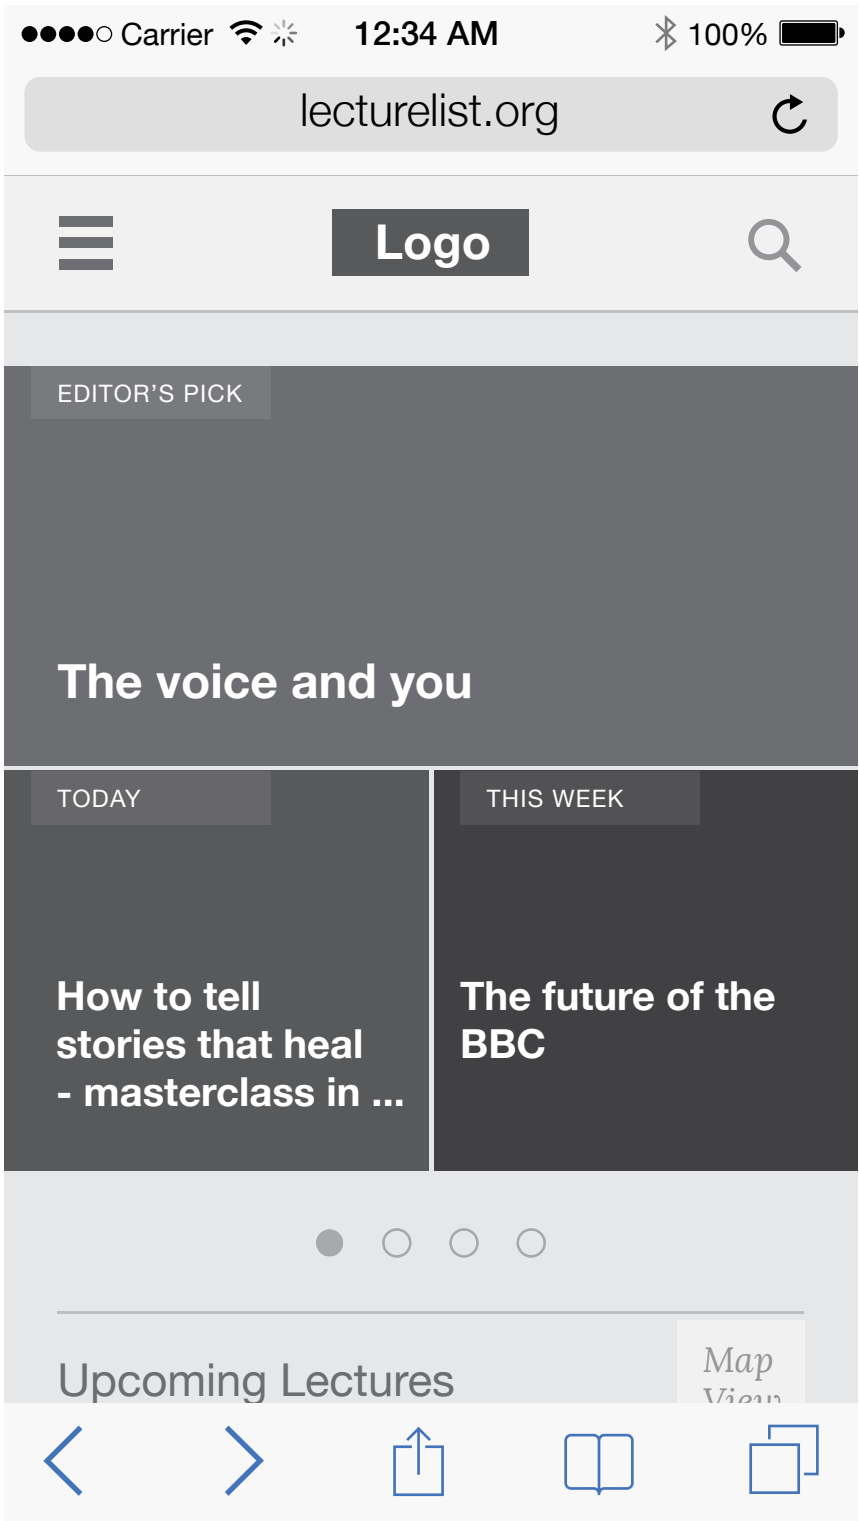 Carrier 12:34 AM 100%
lecturelist.org
Logo
EDITOR’S PICK
The voice and you
TODAY
How to tell
stories that heal
- masterclass in ...
THIS WEEK
The future of the
BBC
Upcoming Lectures
Map
View